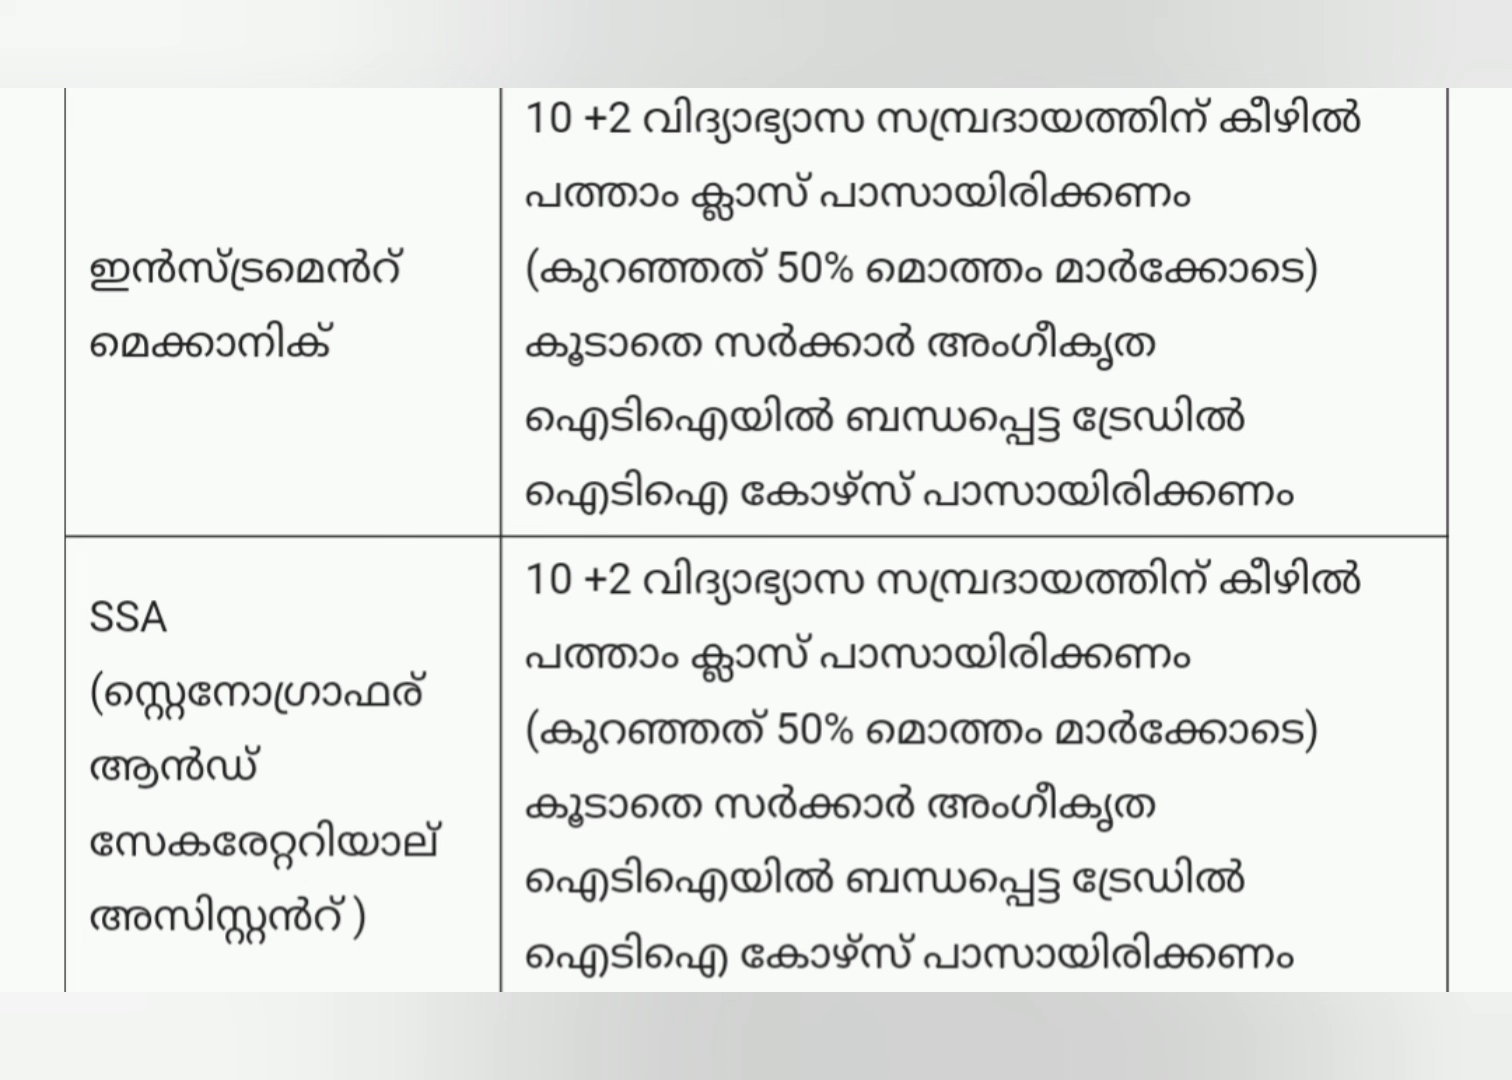 ഇൻസ്ട്രമെൻറ്
മെക്കാനിക്
10 +2 വിദ്യാഭ്യാസ സമ്പ്രദായത്തിന് കീഴിൽ
പത്താം ക്ലാസ് പാസായിരിക്കണം
(കുറഞ്ഞത് 50% മൊത്തം മാർക്കോടെ)
കൂടാതെ സർക്കാർ അംഗീകൃത
ഐടിഐയിൽ ബന്ധപ്പെട്ട ട്രേഡിൽ
ഐടിഐ കോഴ്സ് പാസായിരിക്കണം
SSA
(സ്റ്റെനോഗ്രാഫര്
ആൻഡ്
സേകരേറ്ററിയാല്
അസിസ്റ്റൻറ് )
10 +2 വിദ്യാഭ്യാസ സമ്പ്രദായത്തിന് കീഴിൽ
പത്താം ക്ലാസ് പാസായിരിക്കണം
(കുറഞ്ഞത് 50% മൊത്തം മാർക്കോടെ)
കൂടാതെ സർക്കാർ അംഗീകൃത
ഐടിഐയിൽ ബന്ധപ്പെട്ട ട്രേഡിൽ
ഐടിഐ കോഴ്സ് പാസായിരിക്കണം